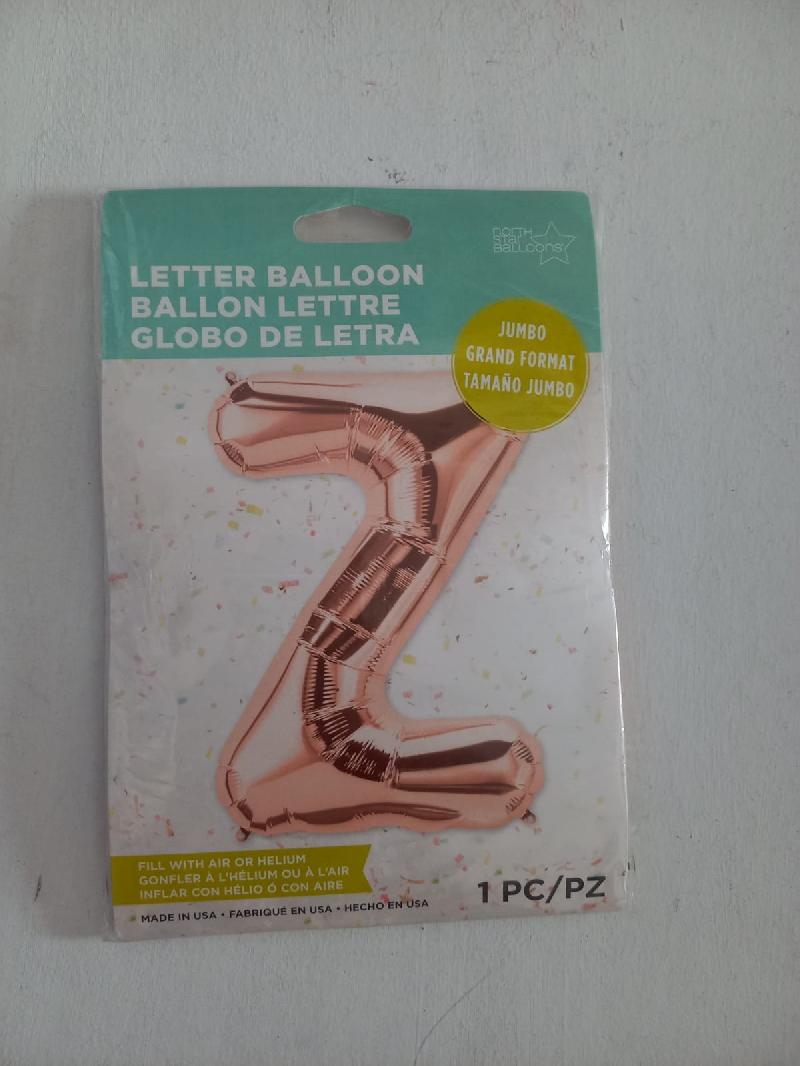 north
star
BALLOONS
LETTER BALLOON
BALLON LETTRE
GLOBO DE LETRA
JUMBO
GRAND FORMAT
TAMAÑO JUMBO
FILL WITH AIR OR HELIUM
GONFLER À L'HÉLIUM OU À L'AIR
INFLAR CON HÉLIO Ó CON AIRE
1 PC/PZ
MADE IN USA • FABRIQUÉ EN USA • HECHO EN USA